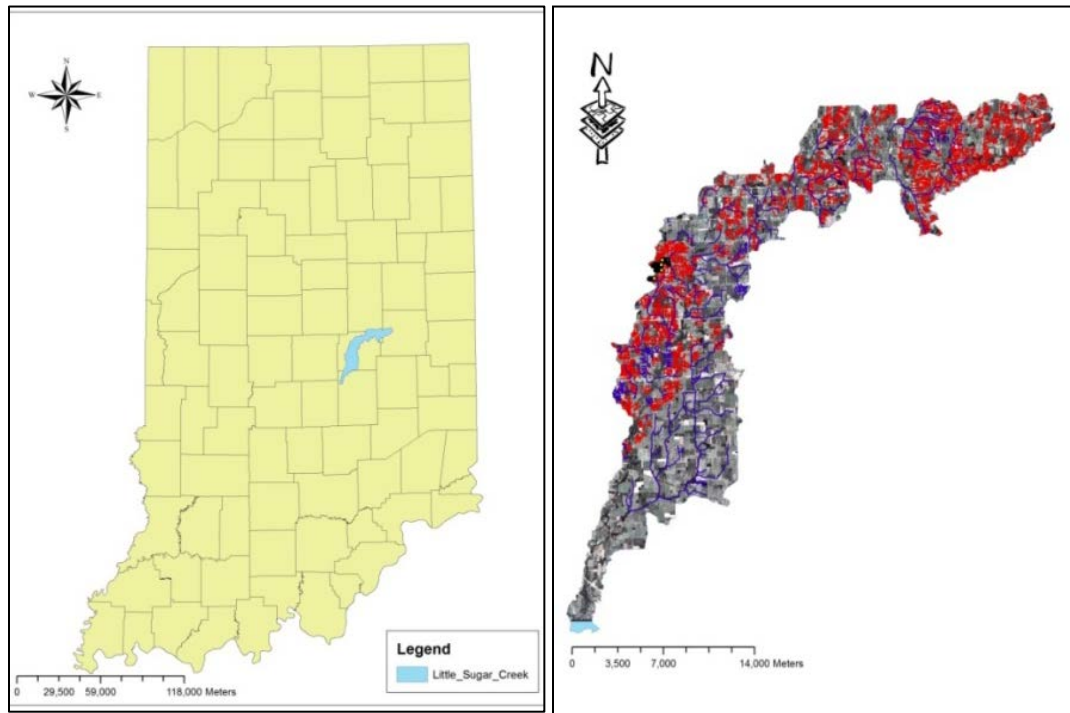 N
W E
S
Legend
Little_Sugar_Creek
0 29,500 59,000 118,000 Meters
N
0 3,500 7,000 14,000 Meters